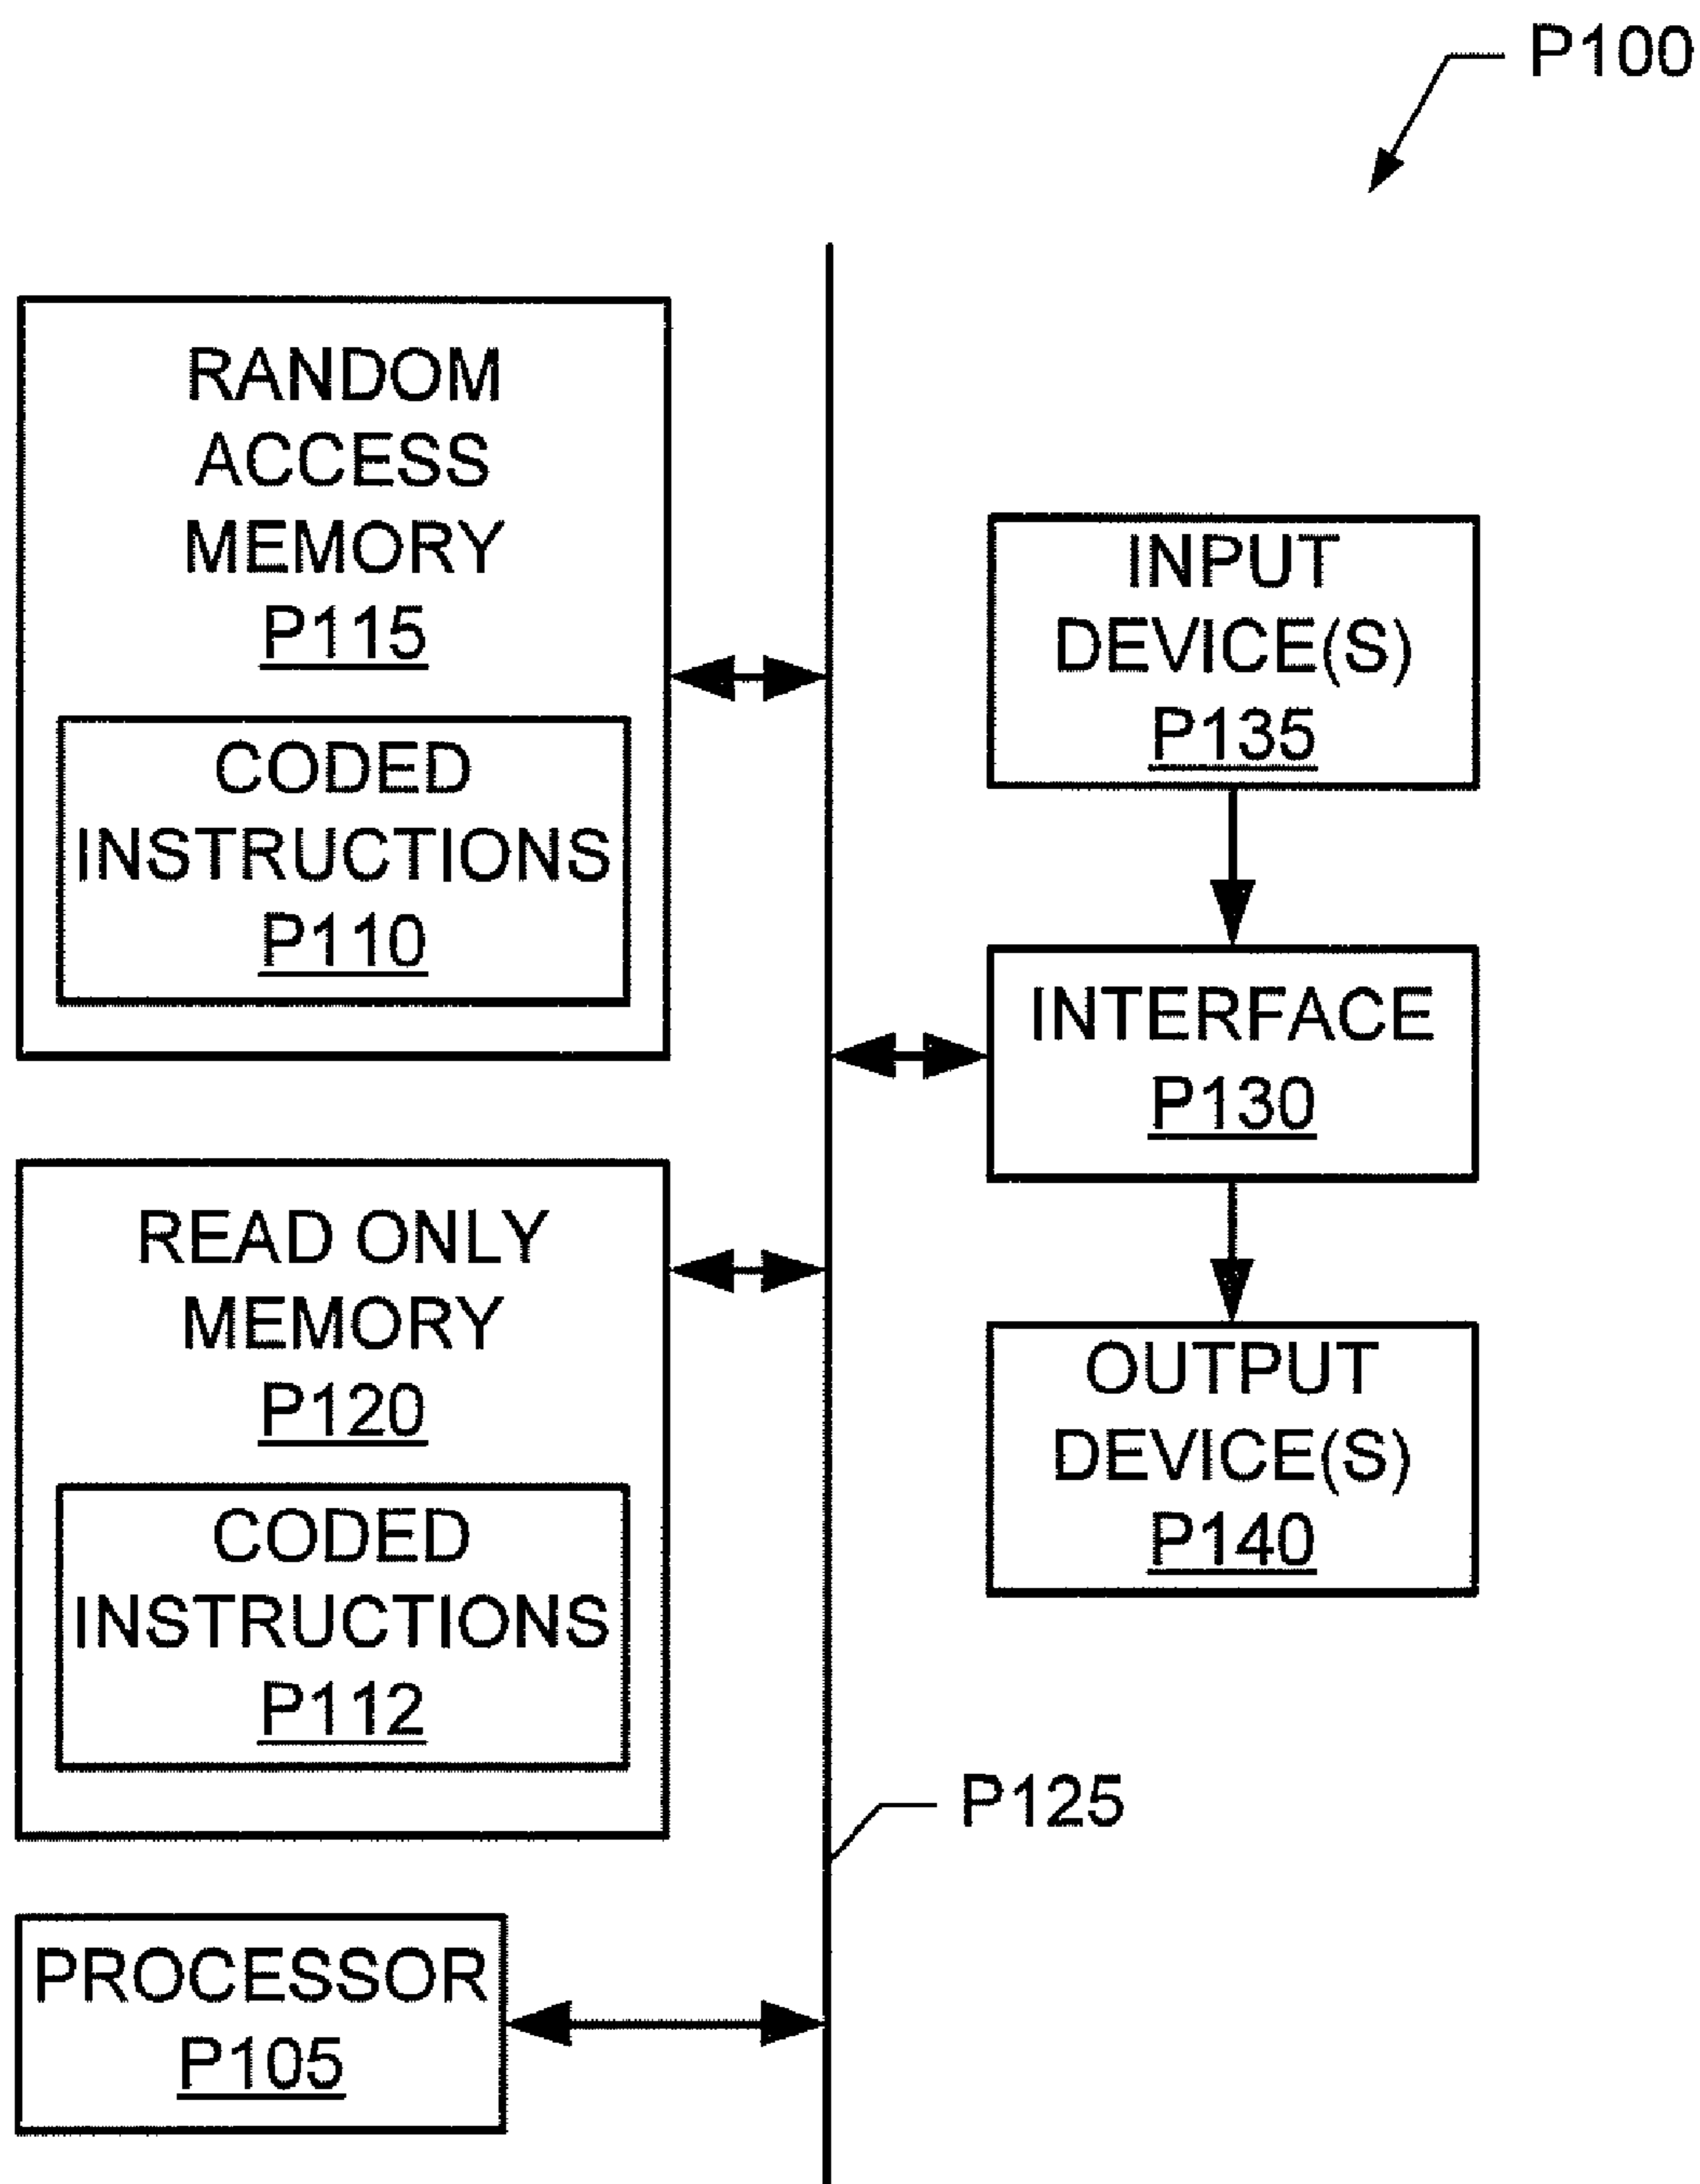 P100
RANDOM
ACCESS
MEMORY
P115
CODED
INSTRUCTIONS
P110
READ ONLY
MEMORY
P120
CODED
INSTRUCTIONS
P112
PROCESSOR
P105
INPUT
DEVICE(S)
P135
INTERFACE
P130
OUTPUT
DEVICE(S)
P140
P125